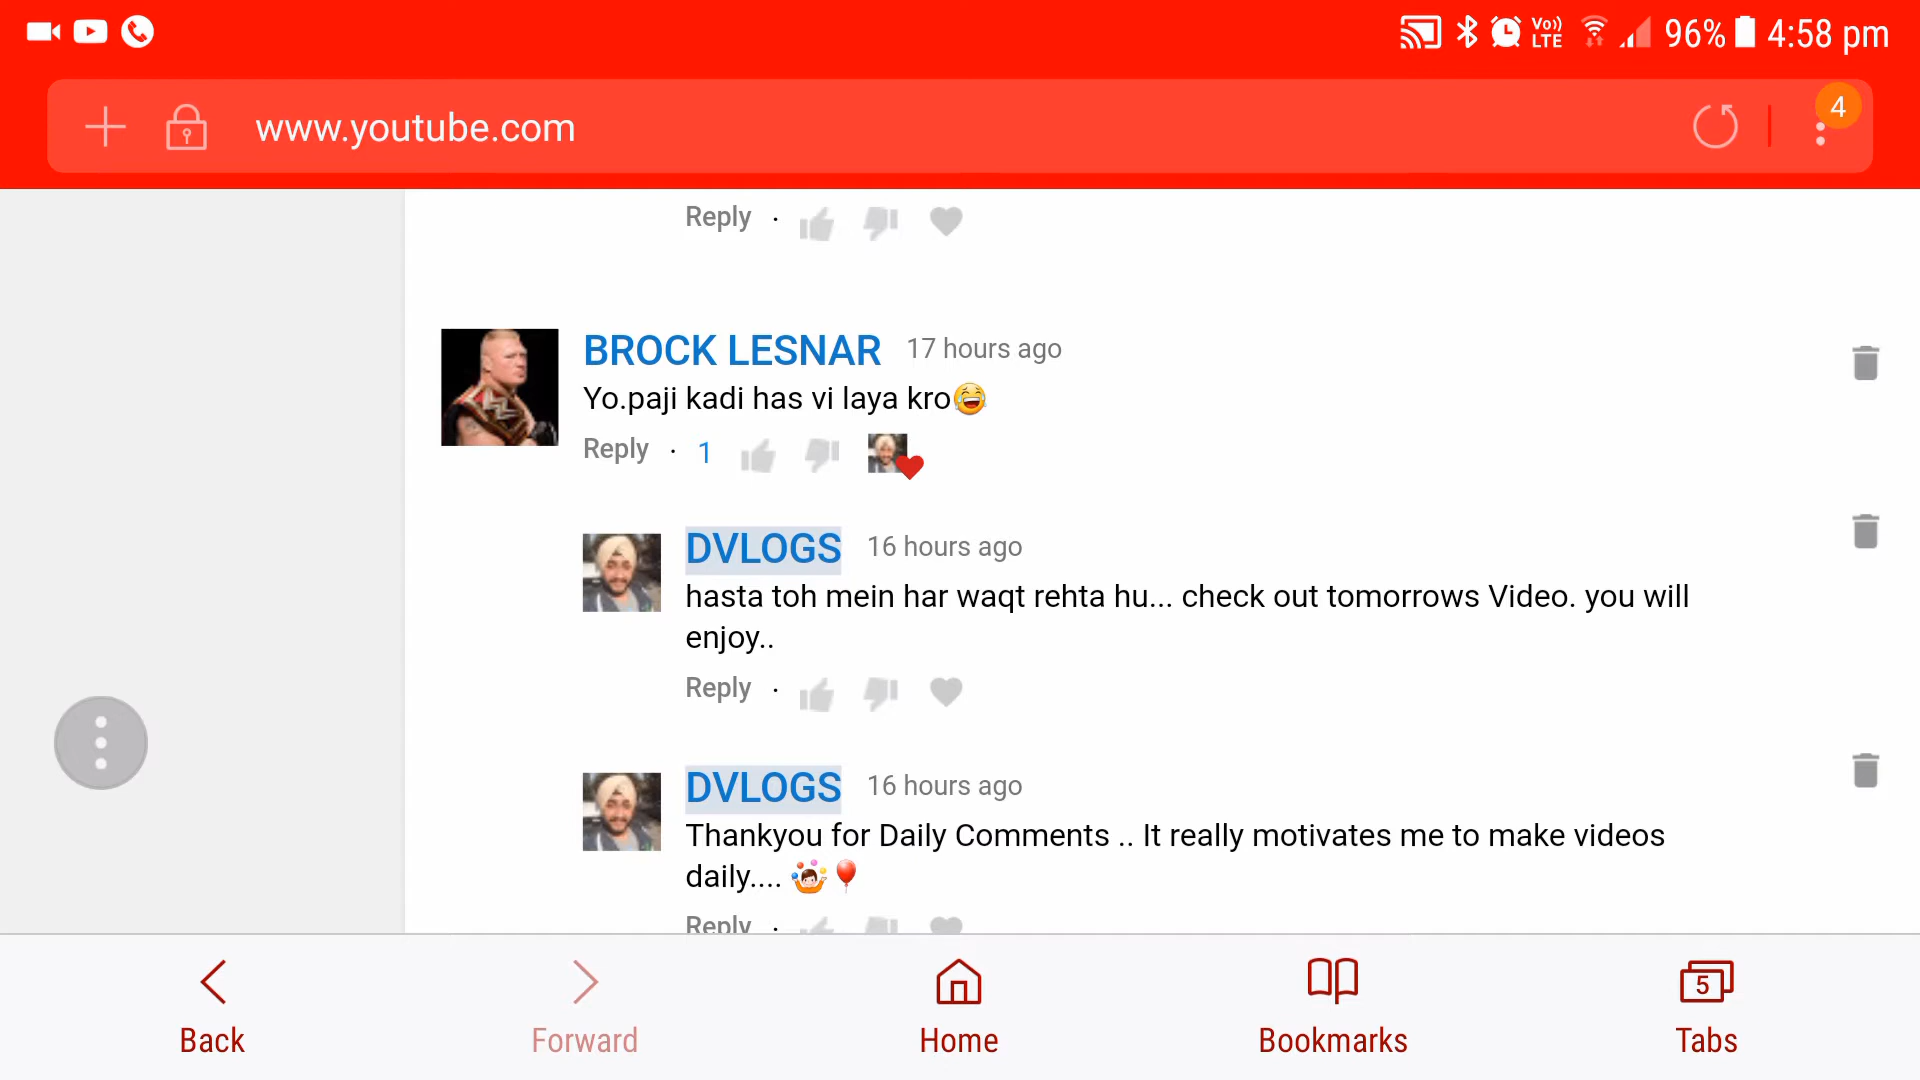 Vo)) LTE 96% 4:58 pm
www.youtube.com
4
Reply ·
BROCK LESNAR 17 hours ago
Yo.paji kadi has vi laya kro😂
Reply · 1
DVLOGS 16 hours ago
hasta toh mein har waqt rehta hu... check out tomorrows Video. you will
enjoy..
Reply ·
DVLOGS 16 hours ago
Thankyou for Daily Comments .. It really motivates me to make videos
daily.... 🤹🎈
Reply ·
5
Back Forward Home Bookmarks Tabs